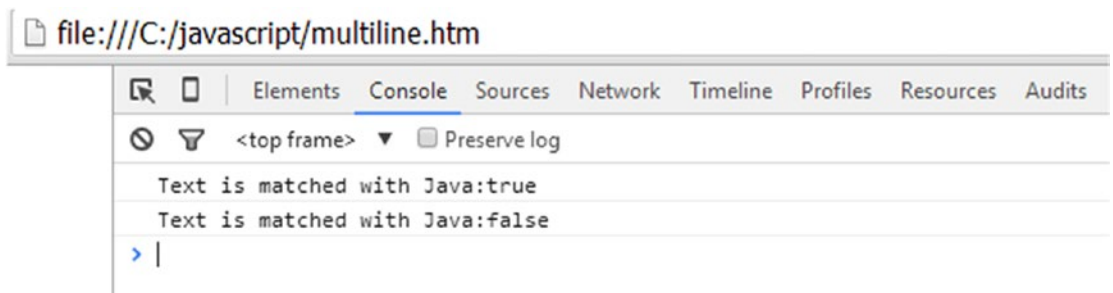 file:///C:/javascript/multiline.htm
Elements Console Sources Network Timeline Profiles Resources Audits
<top frame> ▼ Preserve log
Text is matched with Java:true
Text is matched with Java:false
>